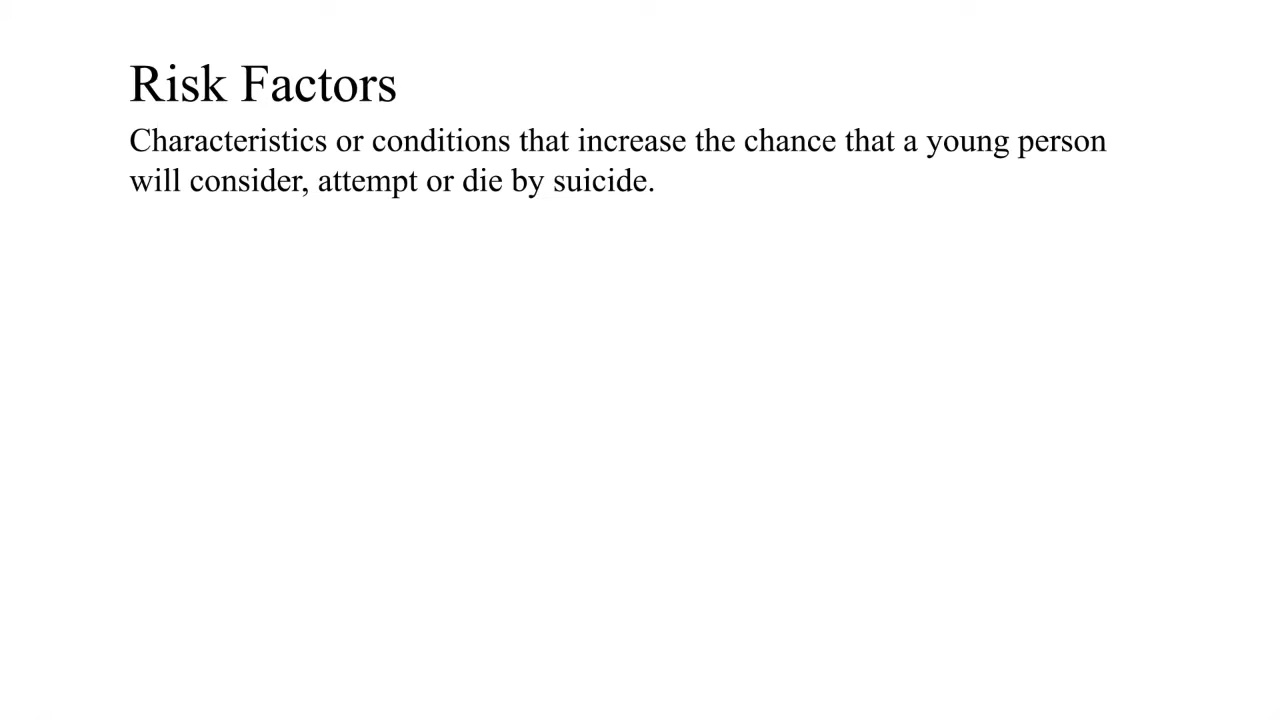 Risk Factors
Characteristics or conditions that increase the chance that a young person
will consider, attempt or die by suicide.